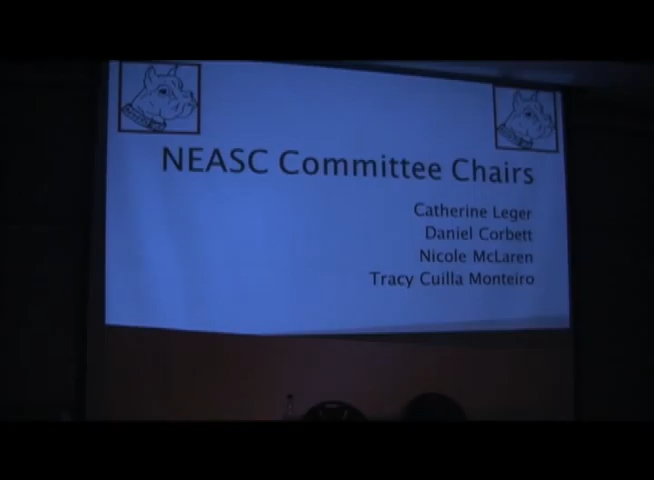 NEASC Committee Chairs
Catherine Leger
Daniel Corbett
Nicole McLaren
Tracy Cuilla Monteiro